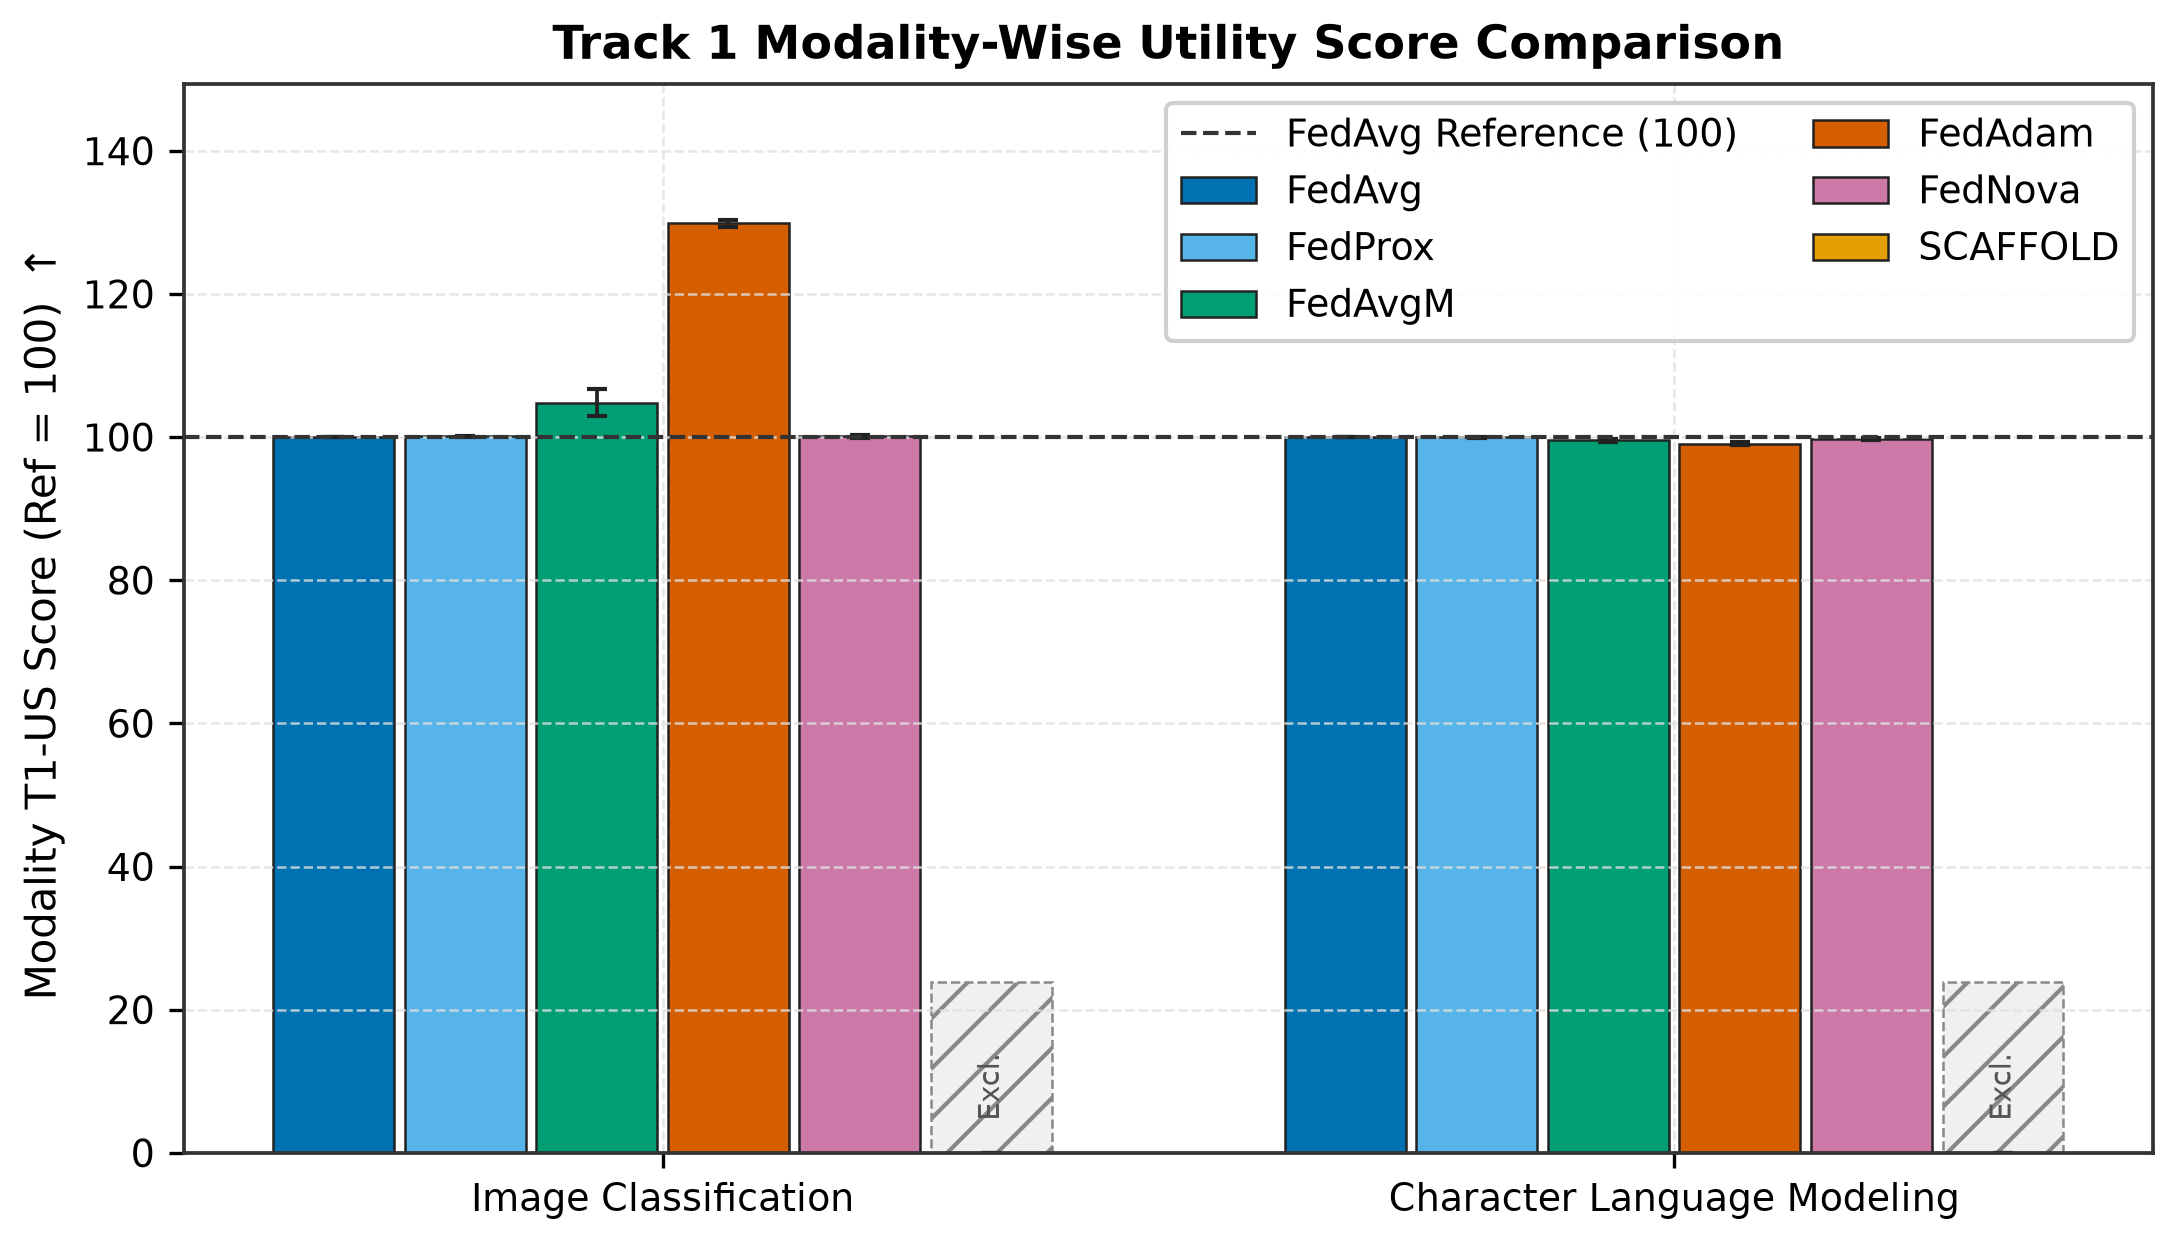 Track 1 Modality-Wise Utility Score Comparison
Modality T1-US Score (Ref = 100) ↑
140
120
100
80
60
40
20
0
FedAvg Reference (100)
FedAvg
FedProx
FedAvgM
FedAdam
FedNova
SCAFFOLD
Excl.
Excl.
Image Classification
Character Language Modeling